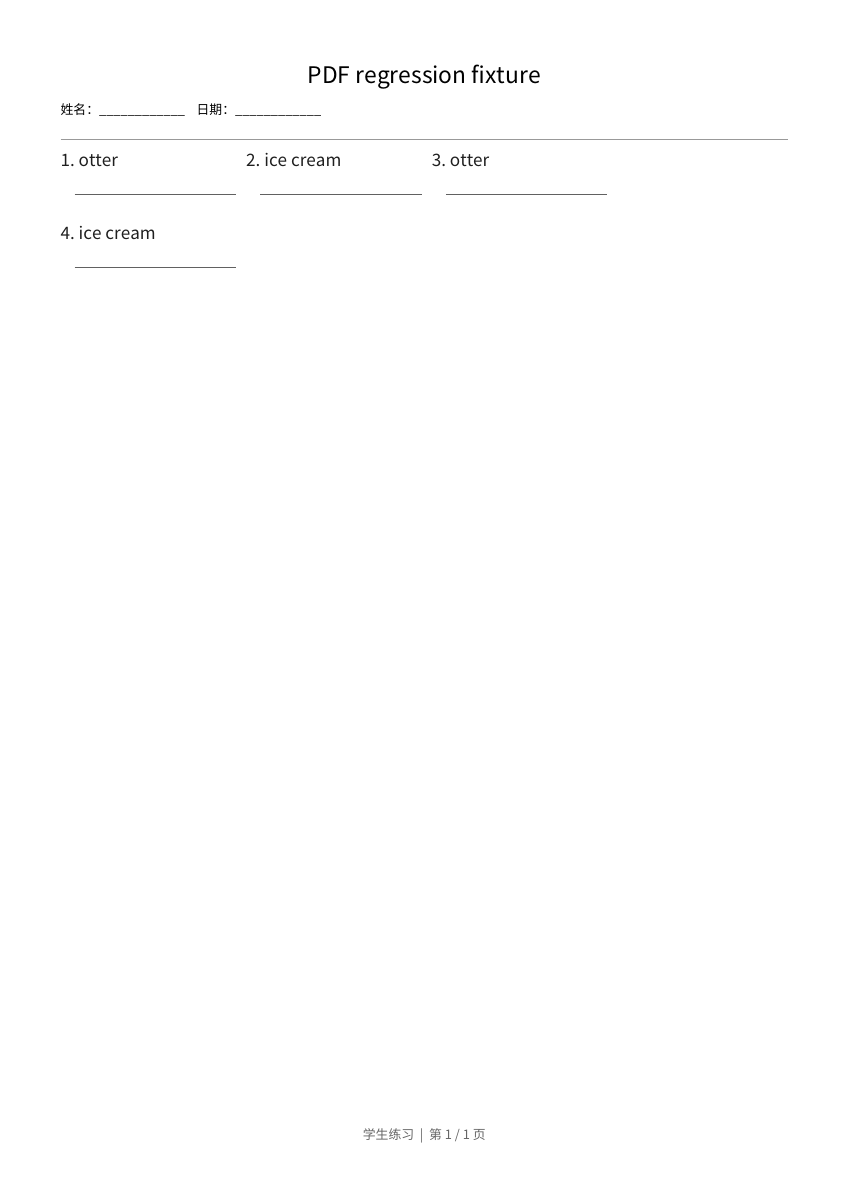 PDF regression fixture
姓名：____________ 日期：____________
1. otter 2. ice cream 3. otter
4. ice cream
学生练习 | 第 1 / 1 页